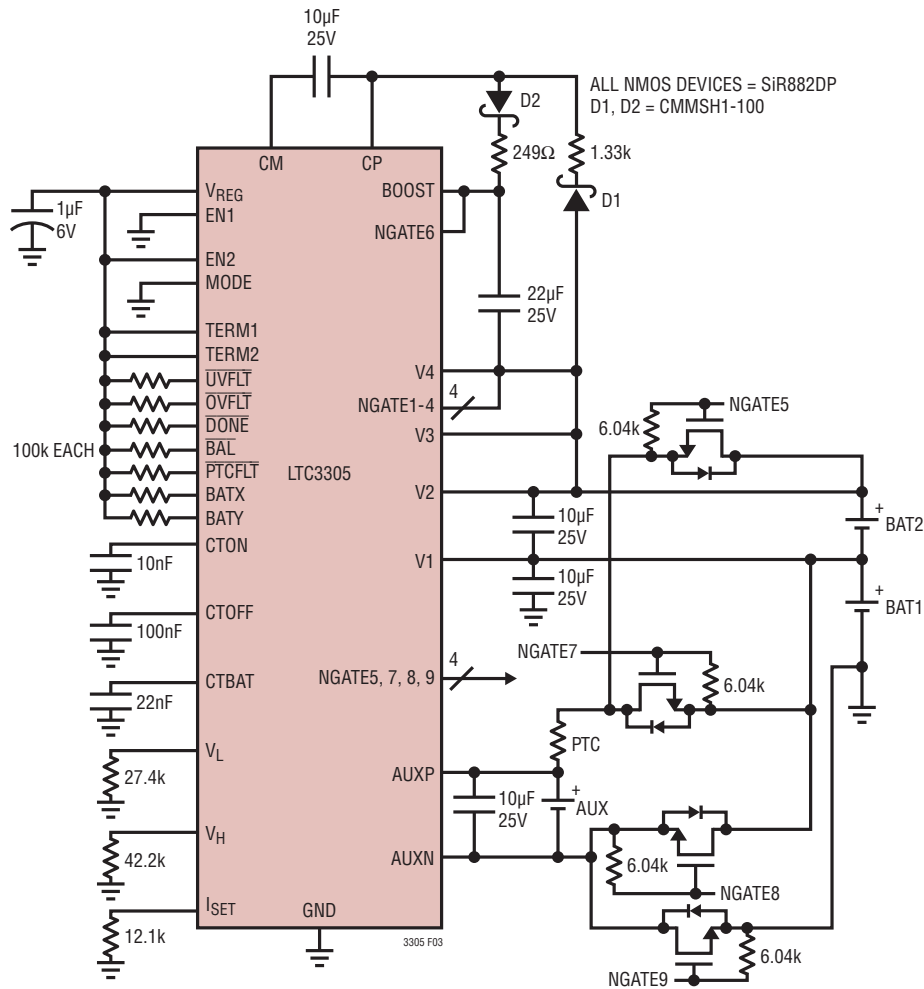 10µF
25V
ALL NMOS DEVICES = SiR882DP
D1, D2 = CMMSH1-100
D2
249Ω
1.33k
D1
CM
CP
1µF
6V
VREG
EN1
EN2
MODE
TERM1
TERM2
UVFLT
OVFLT
DONE
BAL
PTCFLT
BATX
BATY
100k EACH
LTC3305
BOOST
NGATE6
22µF
25V
V4
NGATE1-4
4
V3
V2
10µF
25V
V1
10µF
25V
NGATE5
6.04k
+
BAT2
+
BAT1
CTON
10nF
CTOFF
100nF
CTBAT
22nF
NGATE5, 7, 8, 9
4
NGATE7
6.04k
PTC
VL
27.4k
AUXP
10µF
25V
+
AUX
AUXN
VH
42.2k
6.04k
NGATE8
ISET
12.1k
GND
6.04k
NGATE9
3305 F03